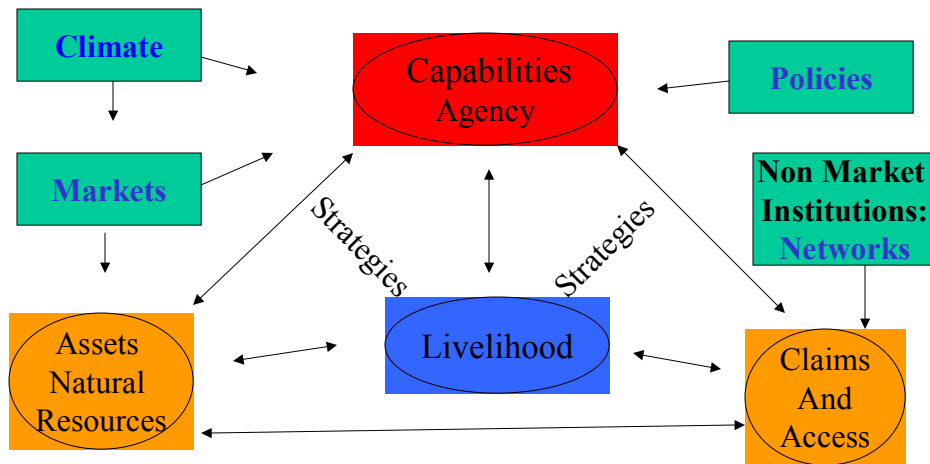 Climate
Capabilities
Agency
Policies
Markets
Non Market
Institutions:
Networks
Strategies
Strategies
Assets
Natural
Resources
Livelihood
Claims
And
Access